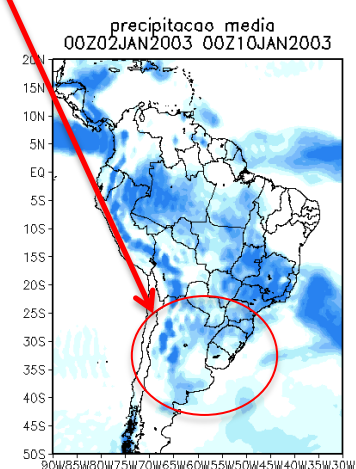 precipitacao media
00Z02JAN2003 00Z10JAN2003
20N
15N
10N
5N
EQ
5S
10S
15S
20S
25S
30S
35S
40S
45S
50S
90W85W80W75W70W65W60W55W50W45W40W35W30W